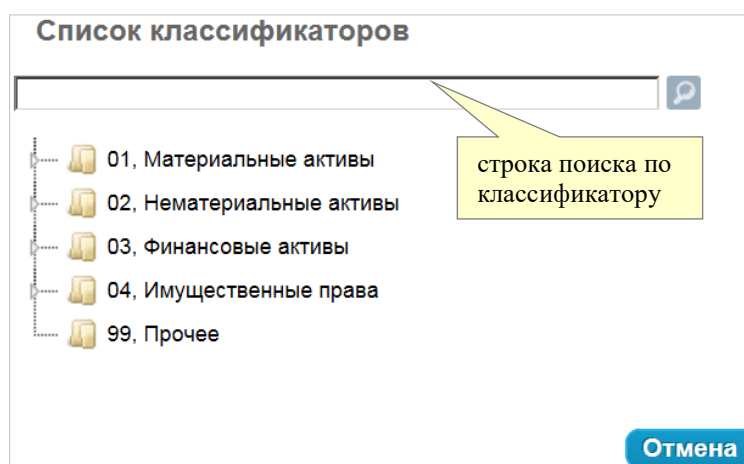 Список классификаторов
строка поиска по
классификатору
01, Материальные активы
02, Нематериальные активы
03, Финансовые активы
04, Имущественные права
99, Прочее
Отмена